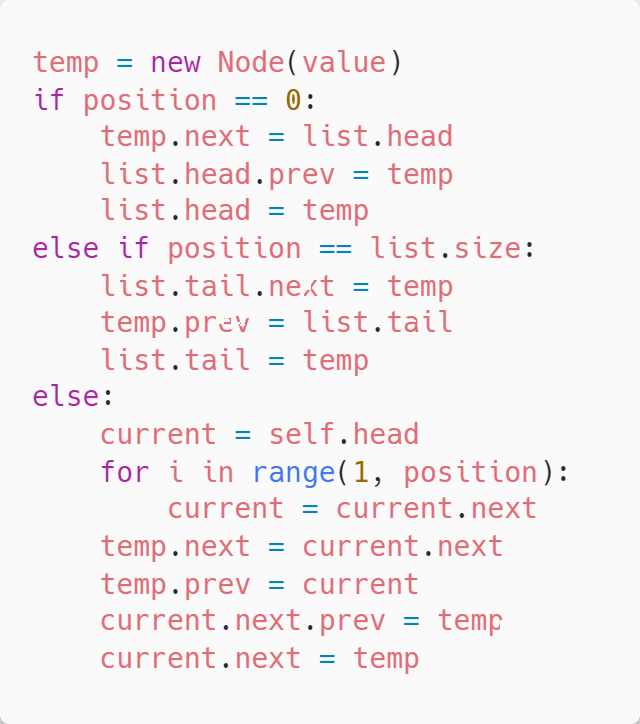 temp = new Node(value)
if position == 0:
    temp.next = list.head
    list.head.prev = temp
    list.head = temp
else if position == list.size:
    list.tail.next = temp
    temp.prev = list.tail
    list.tail = temp
else:
    current = self.head
    for i in range(1, position):
        current = current.next
    temp.next = current.next
    temp.prev = current
    current.next.prev = temp
    current.next = temp